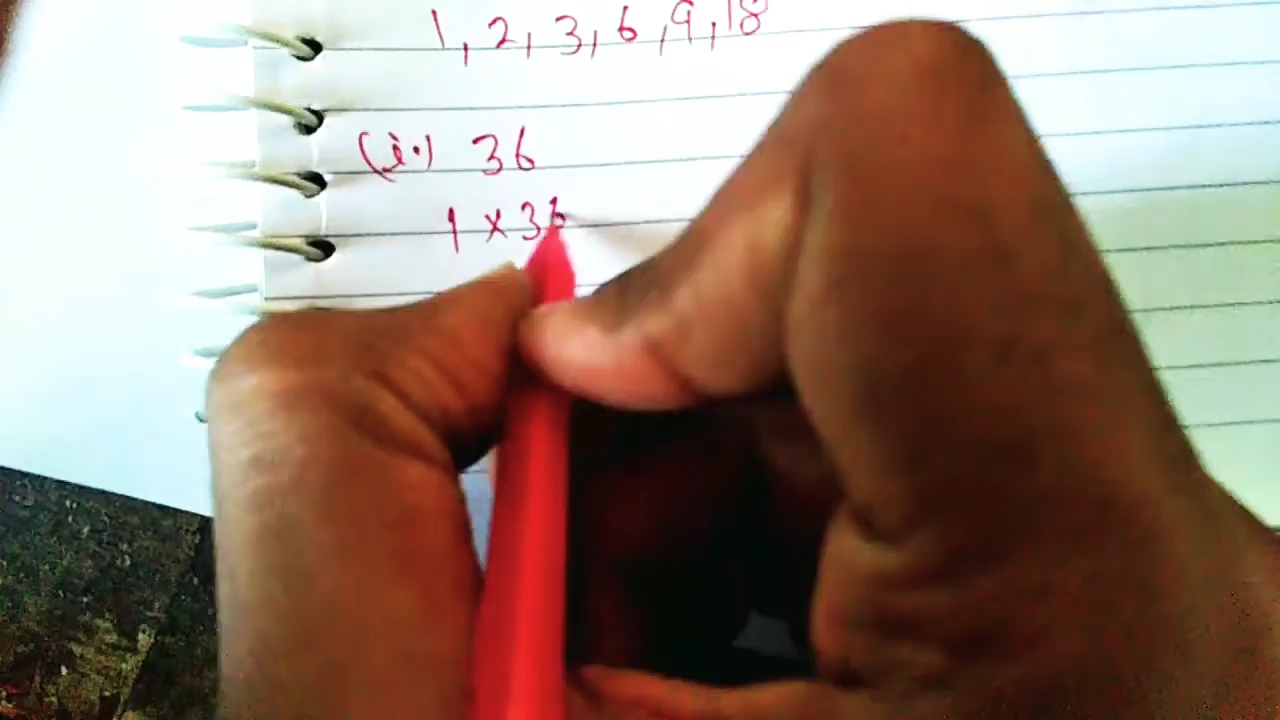 1, 2, 3, 6, 9, 18
(ii) 36
1 x 36